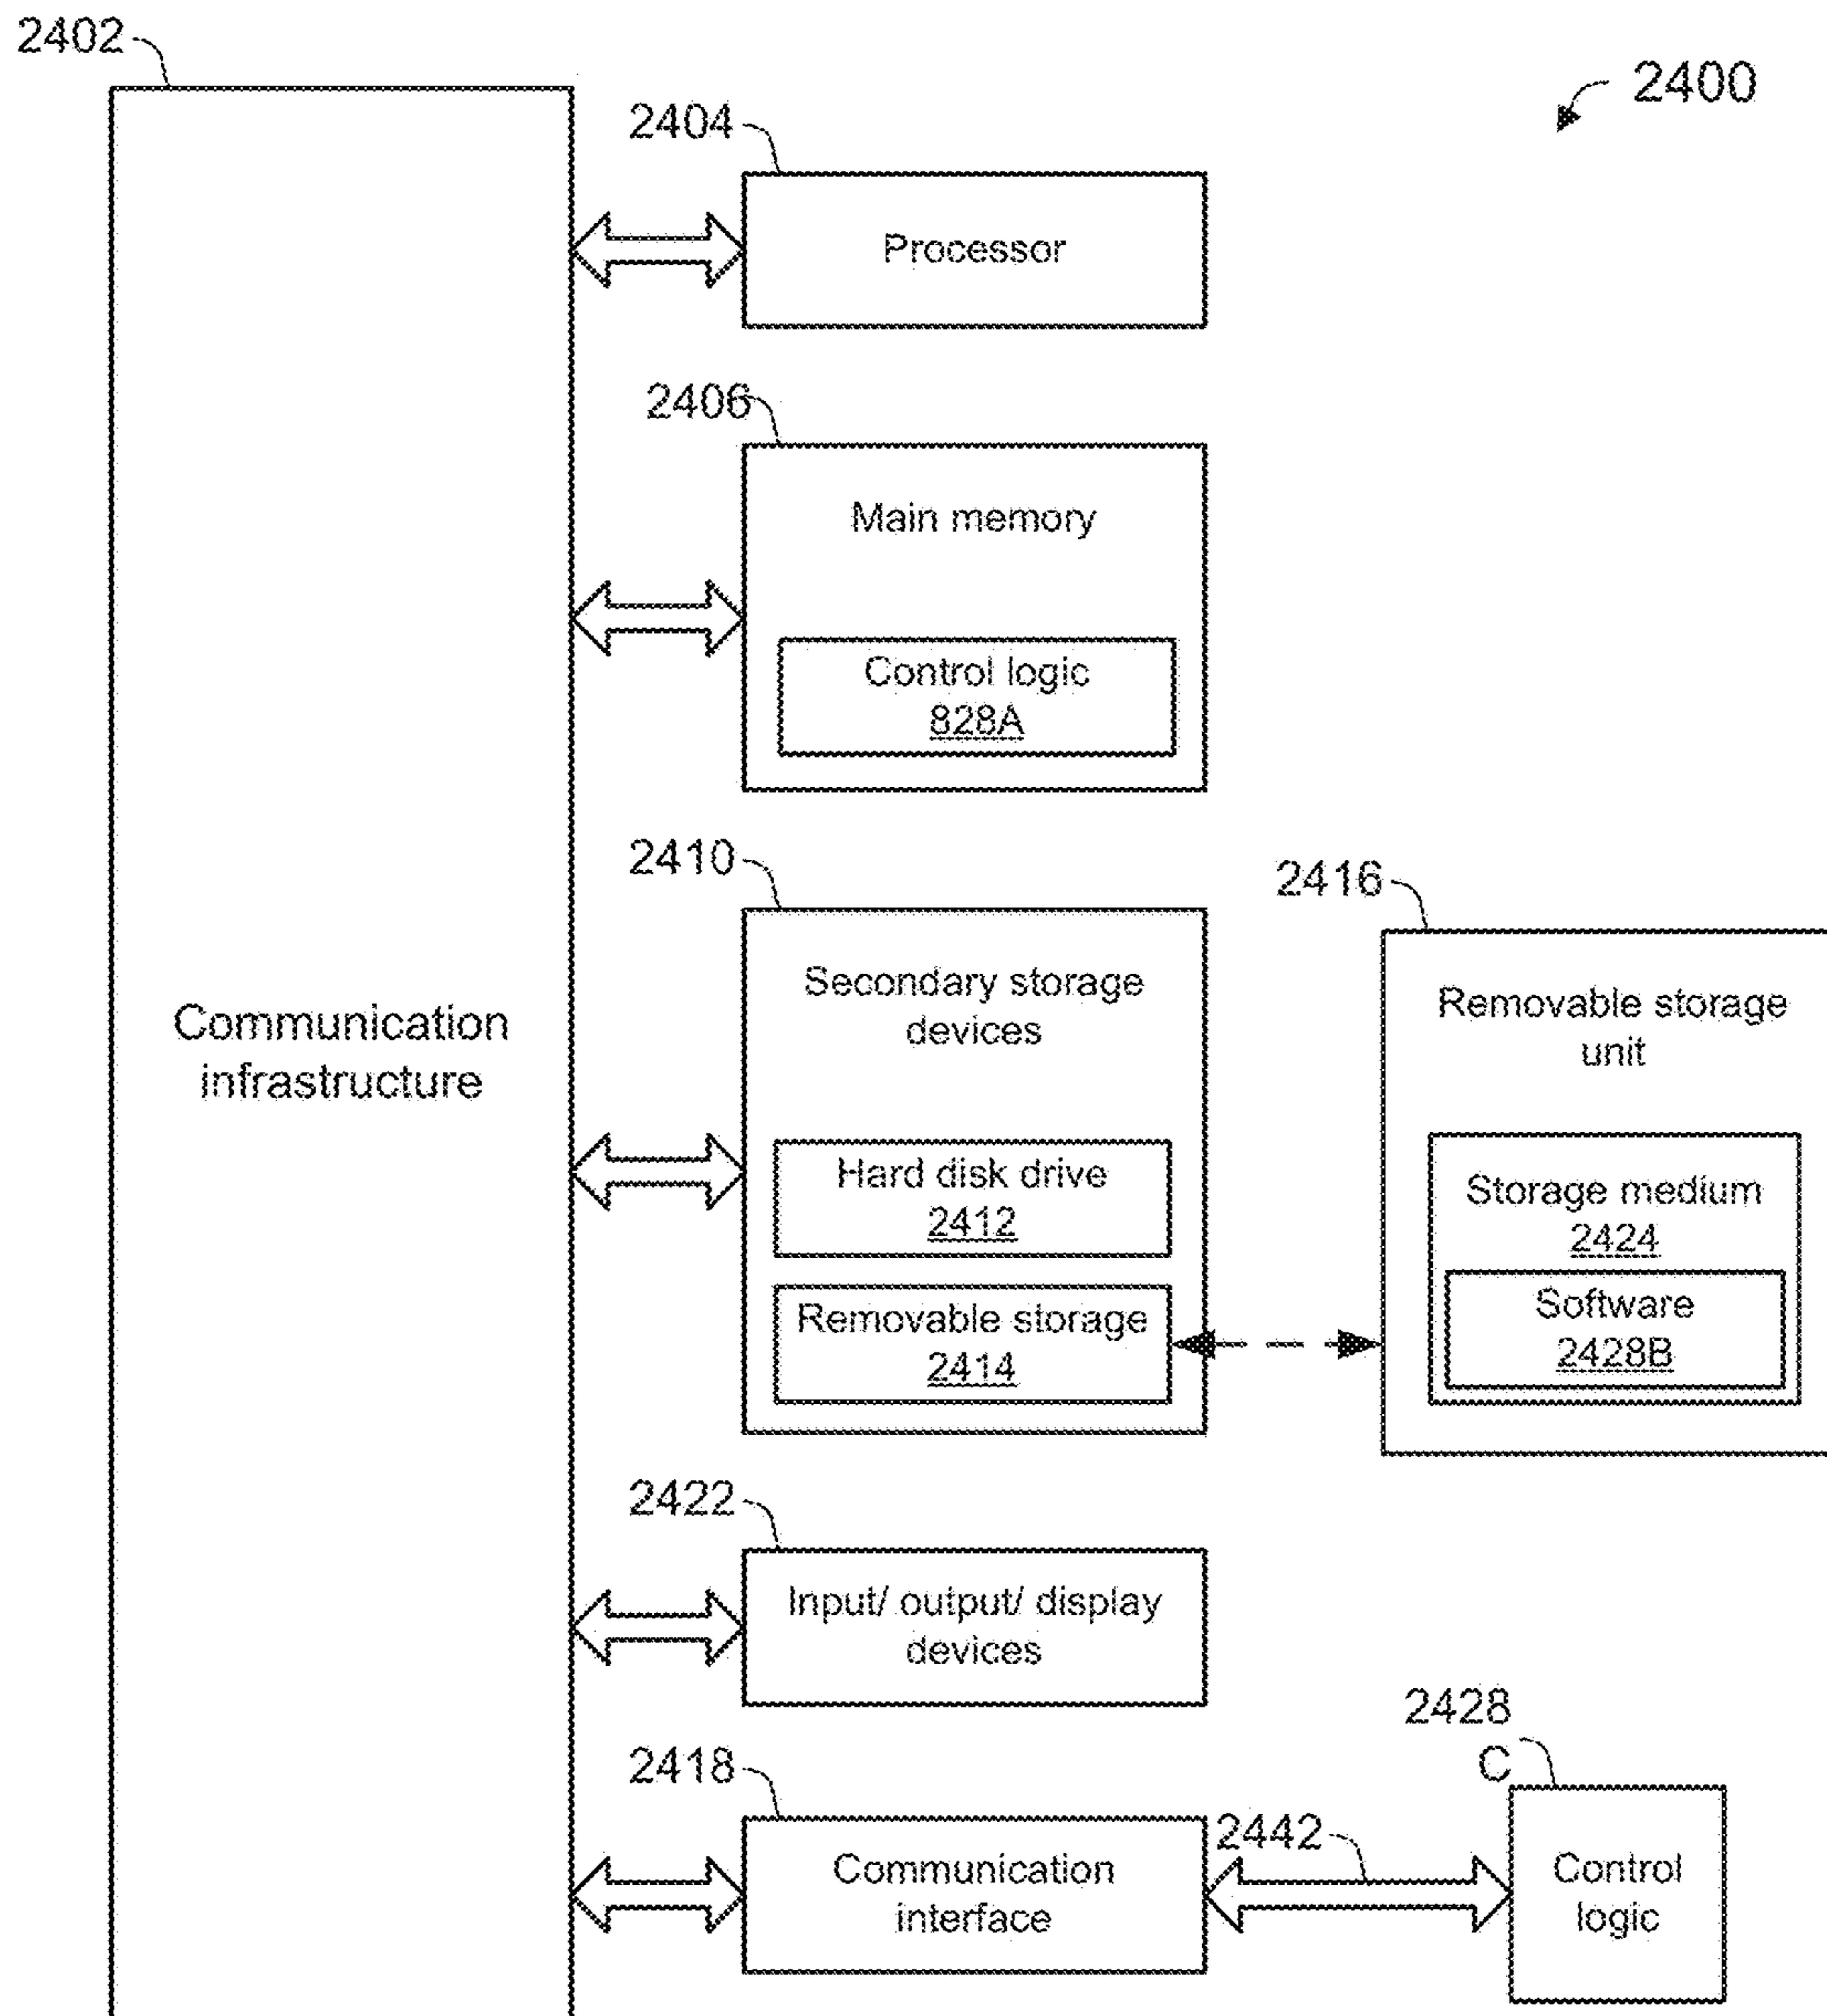 2402
2400
2404
Processor
2406
Main memory
Control logic
828A
2410
2416
Secondary storage
devices
Removable storage
unit
Communication
infrastructure
Hard disk drive
2412
Storage medium
2424
Removable storage
2414
Software
2428B
2422
Input/ output/ display
devices
2428
C
2418
2442
Communication
interface
Control
logic